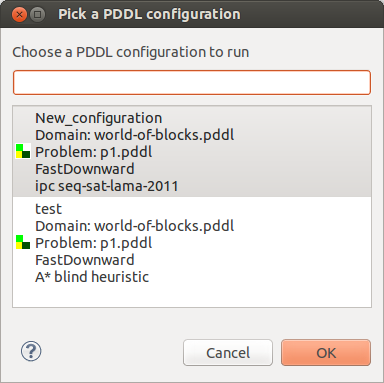 Pick a PDDL configuration
Choose a PDDL configuration to run
New_configuration
Domain: world-of-blocks.pddl
Problem: p1.pddl
FastDownward
ipc seq-sat-lama-2011
test
Domain: world-of-blocks.pddl
Problem: p1.pddl
FastDownward
A* blind heuristic
?
Cancel
OK